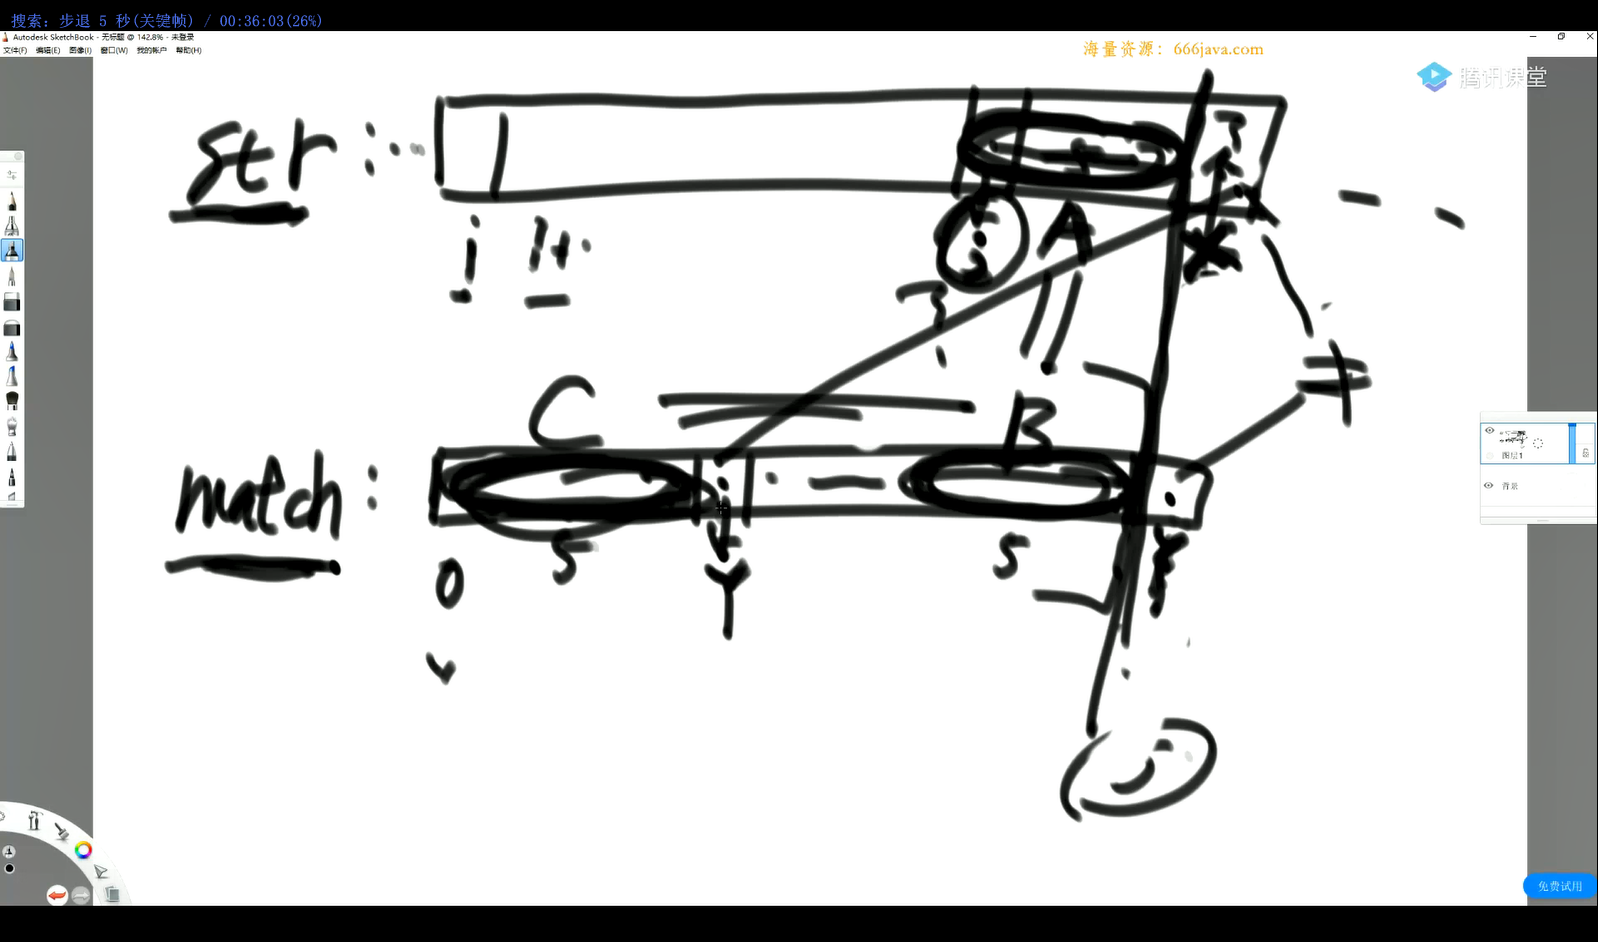 搜索: 步退 5 秒(关键帧) / 00:36:03(26%)
Autodesk SketchBook - 无标题 @ 142.8% - 未登录
文件(F) 编辑(E) 图像(I) 窗口(W) 我的帐户 帮助(H)
海量资源：666java.com
腾讯课堂
str :
X
i i+1
A
C B
≠
match :
S S
0 Y Y
图层1
背景
免费试用